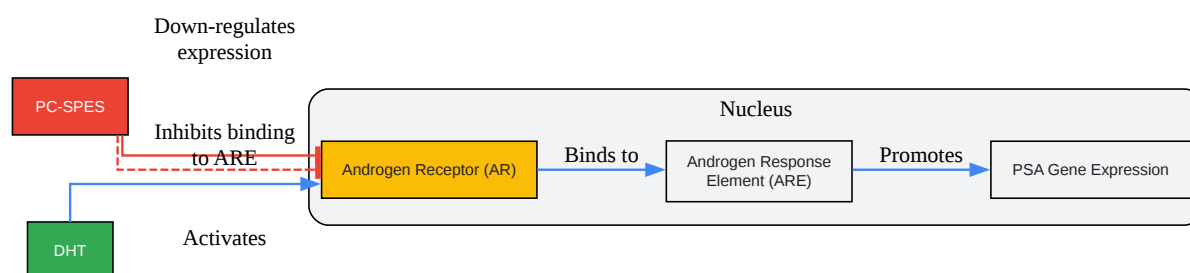 Down-regulates
expression
PC-SPES
Nucleus
Inhibits binding
to ARE
Androgen Receptor (AR)
Binds to
Androgen Response
Element (ARE)
Promotes
PSA Gene Expression
Activates
DHT